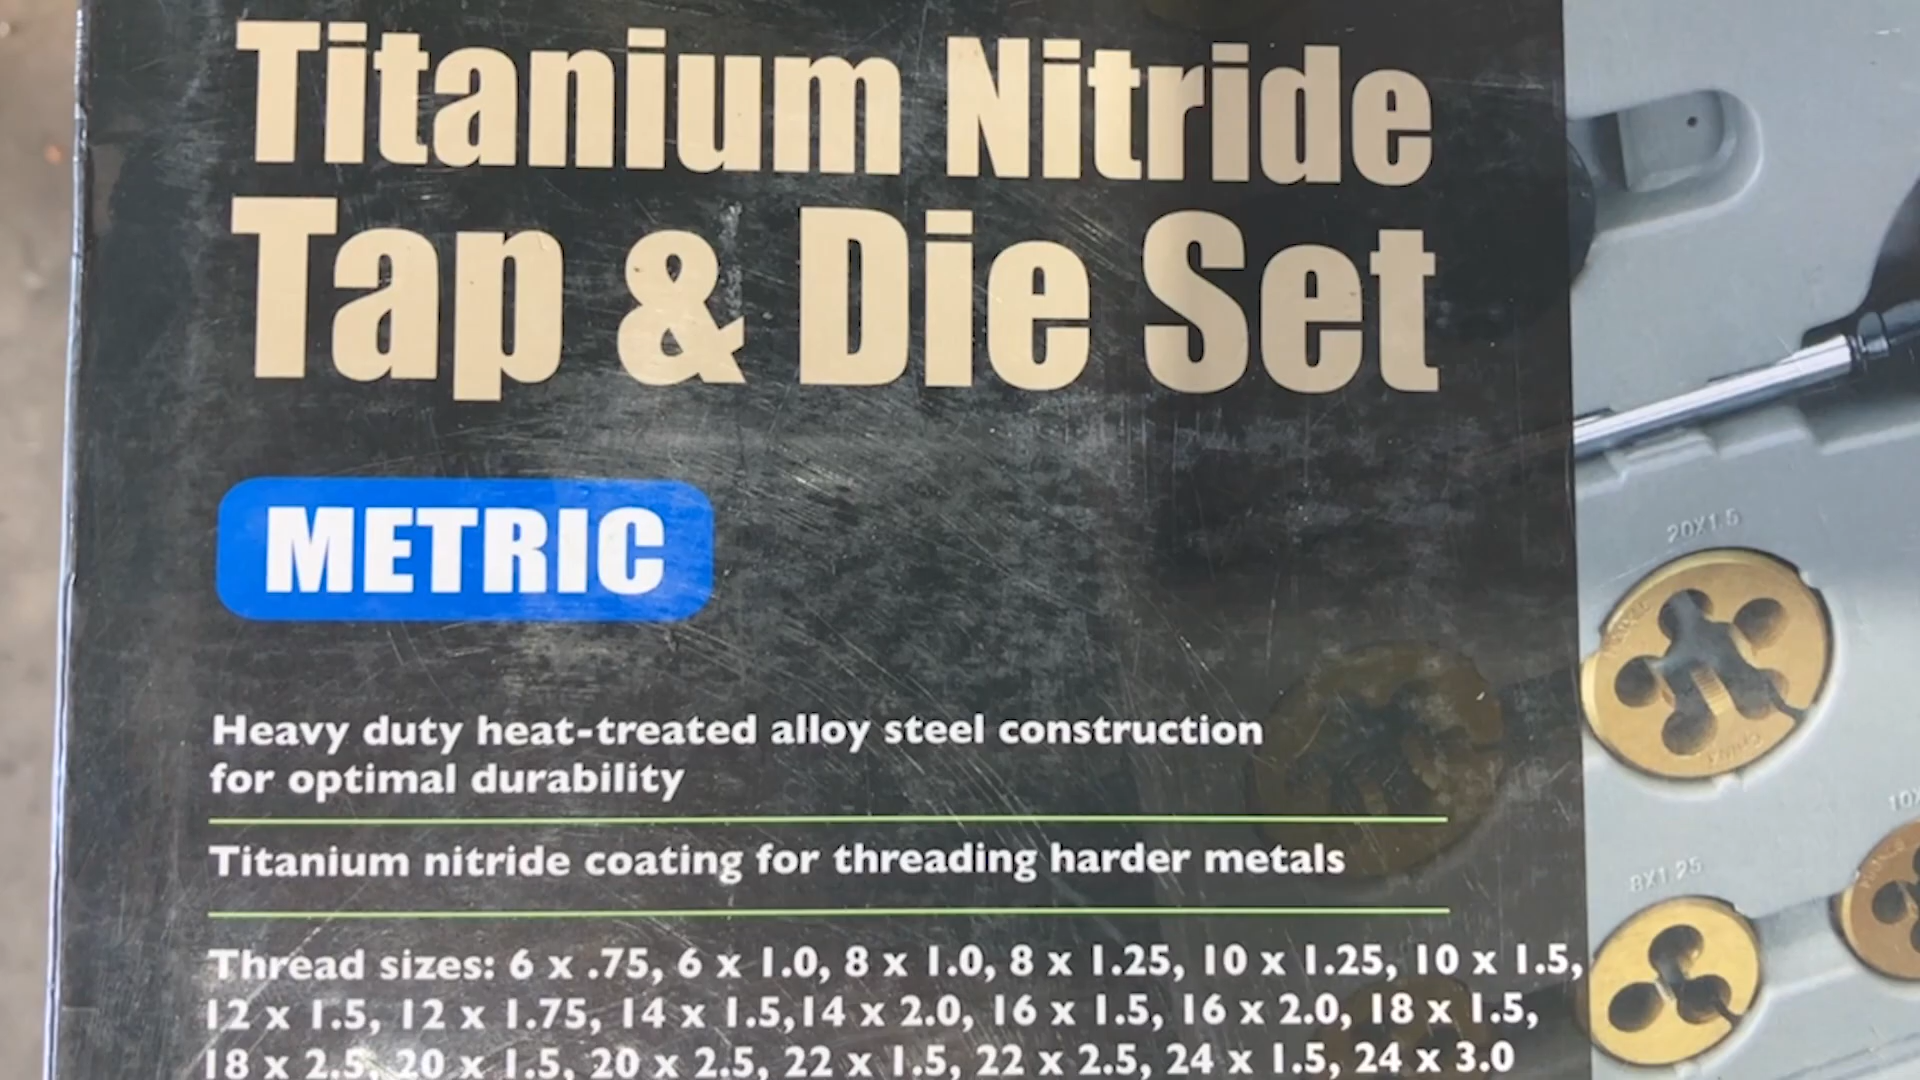 Titanium Nitride
Tap & Die Set
METRIC
20X1.5
Heavy duty heat-treated alloy steel construction
for optimal durability
Titanium nitride coating for threading harder metals
8X1.25
Thread sizes: 6 x .75, 6 x 1.0, 8 x 1.0, 8 x 1.25, 10 x 1.25, 10 x 1.5,
12 x 1.5, 12 x 1.75, 14 x 1.5,14 x 2.0, 16 x 1.5, 16 x 2.0, 18 x 1.5,
18 x 2.5, 20 x 1.5, 20 x 2.5, 22 x 1.5, 22 x 2.5, 24 x 1.5, 24 x 3.0